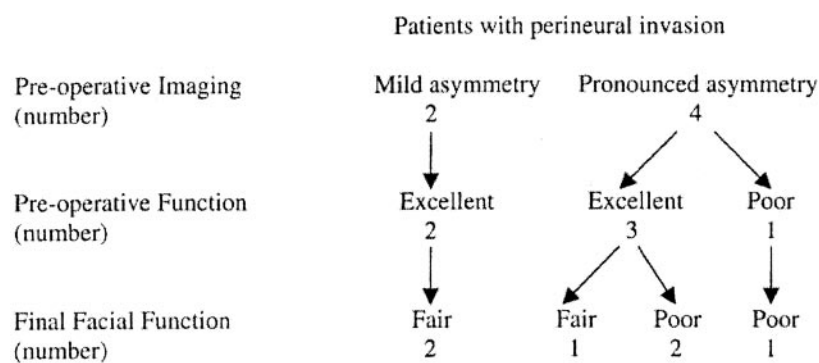 Patients with perineural invasion
Pre-operative Imaging Mild asymmetry Pronounced asymmetry
(number) 2 4
Pre-operative Function Excellent Excellent Poor
(number) 2 3 1
Final Facial Function Fair Fair Poor Poor
(number) 2 1 2 1